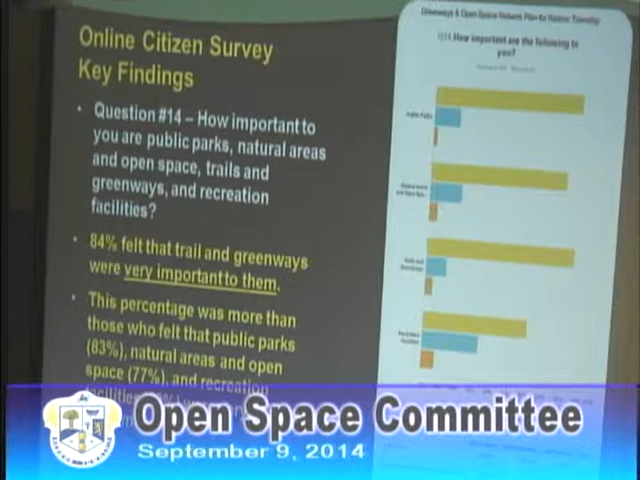 Online Citizen Survey
Key Findings
• Question #14 – How important to
you are public parks, natural areas
and open space, trails and
greenways, and recreation
facilities?
• 84% felt that trail and greenways
were very important to them.
• This percentage was more than
those who felt that public parks
(83%), natural areas and open
space (77%), and recreation
facilities
Greenways & Open Space Network Plan for Radnor Township
How important are the following to
you?
Public Parks
Open Space Committee
September 9, 2014